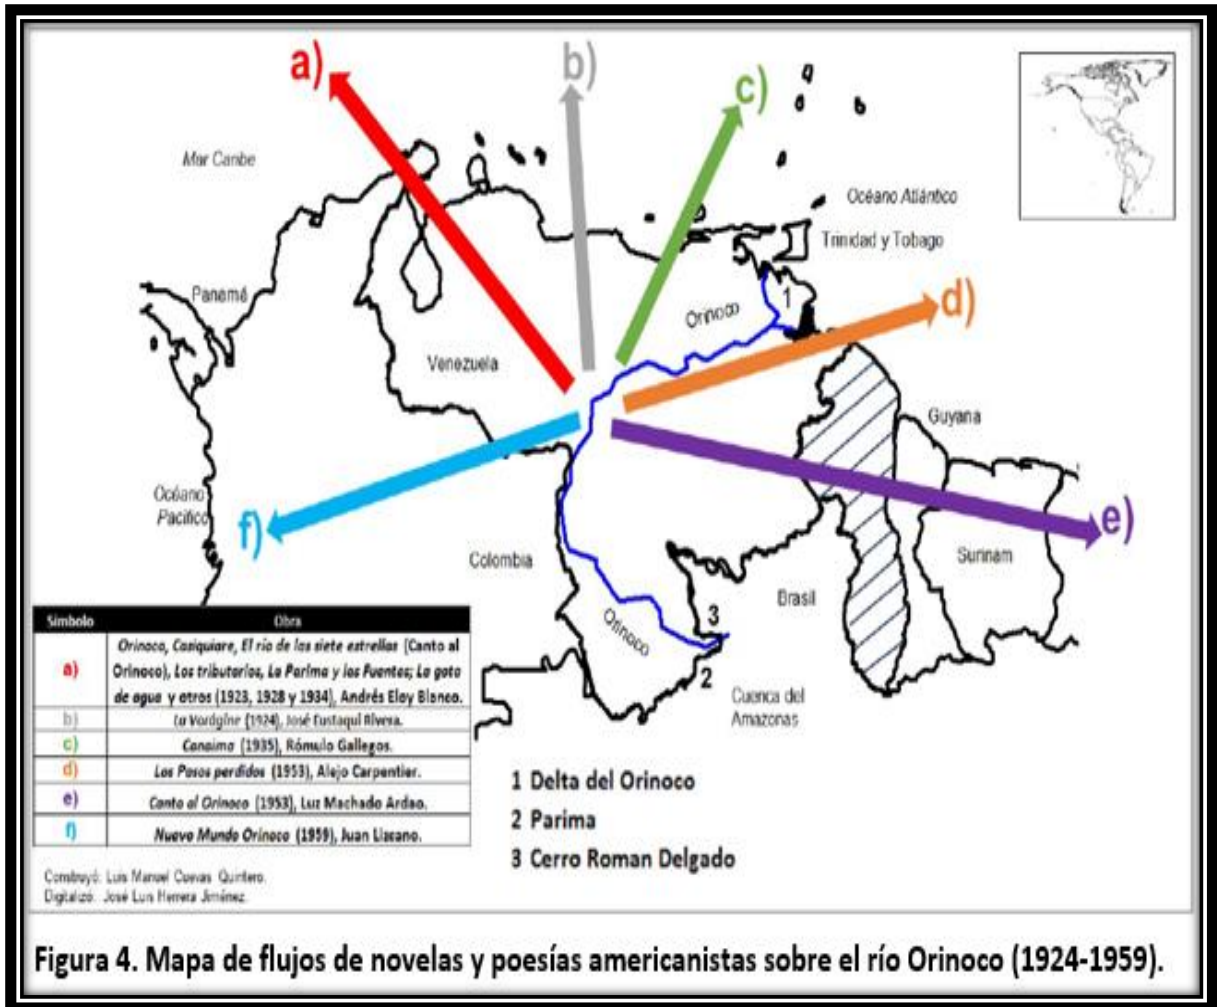 a)
b)
c)
Mar Caribe
Océano Atlántico
Trinidad y Tobago
Panamá
Orinoco
1
d)
Venezuela
Guyana
Océano
Pacífico
f)
e)
Colombia
Surinam
Brasil
Orinoco
3
2
Cuenca del
Amazonas
Símbolo Obra
a) Orinoco, Casiquiare, El río de las siete estrellas (Canto al
Orinoco), Los tributarios, La Parima y las Fuentes; La gota
de agua y otros (1923, 1928 y 1934), Andrés Eloy Blanco.
b) La Vorágine (1924), José Eustaqui Rivera.
c) Canaima (1935), Rómulo Gallegos.
d) Los Pasos perdidos (1953), Alejo Carpentier.
e) Canto al Orinoco (1953), Luz Machado Ardao.
f) Nuevo Mundo Orinoco (1959), Juan Liscano.
1 Delta del Orinoco
2 Parima
3 Cerro Roman Delgado
Construyó: Luis Manuel Cuevas Quintero.
Digitalizó: José Luis Herrera Jiménez.
Figura 4. Mapa de flujos de novelas y poesías americanistas sobre el río Orinoco (1924-1959).